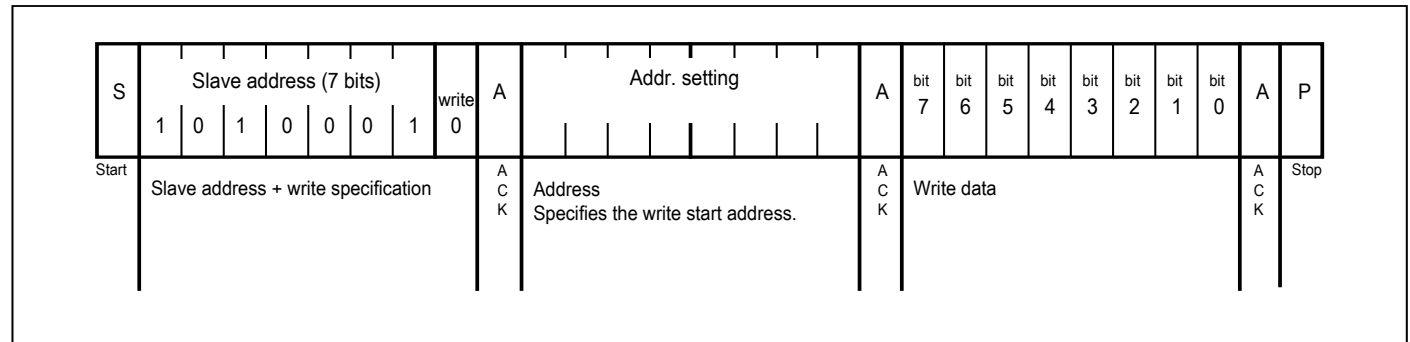 S
Slave address (7 bits)
1 0 1 0 0 0 1
write
0
A
Addr. setting
A
bit 7
bit 6
bit 5
bit 4
bit 3
bit 2
bit 1
bit 0
A
P
Start
Slave address + write specification
A
C
K
Address
Specifies the write start address.
A
C
K
Write data
A
C
K
Stop